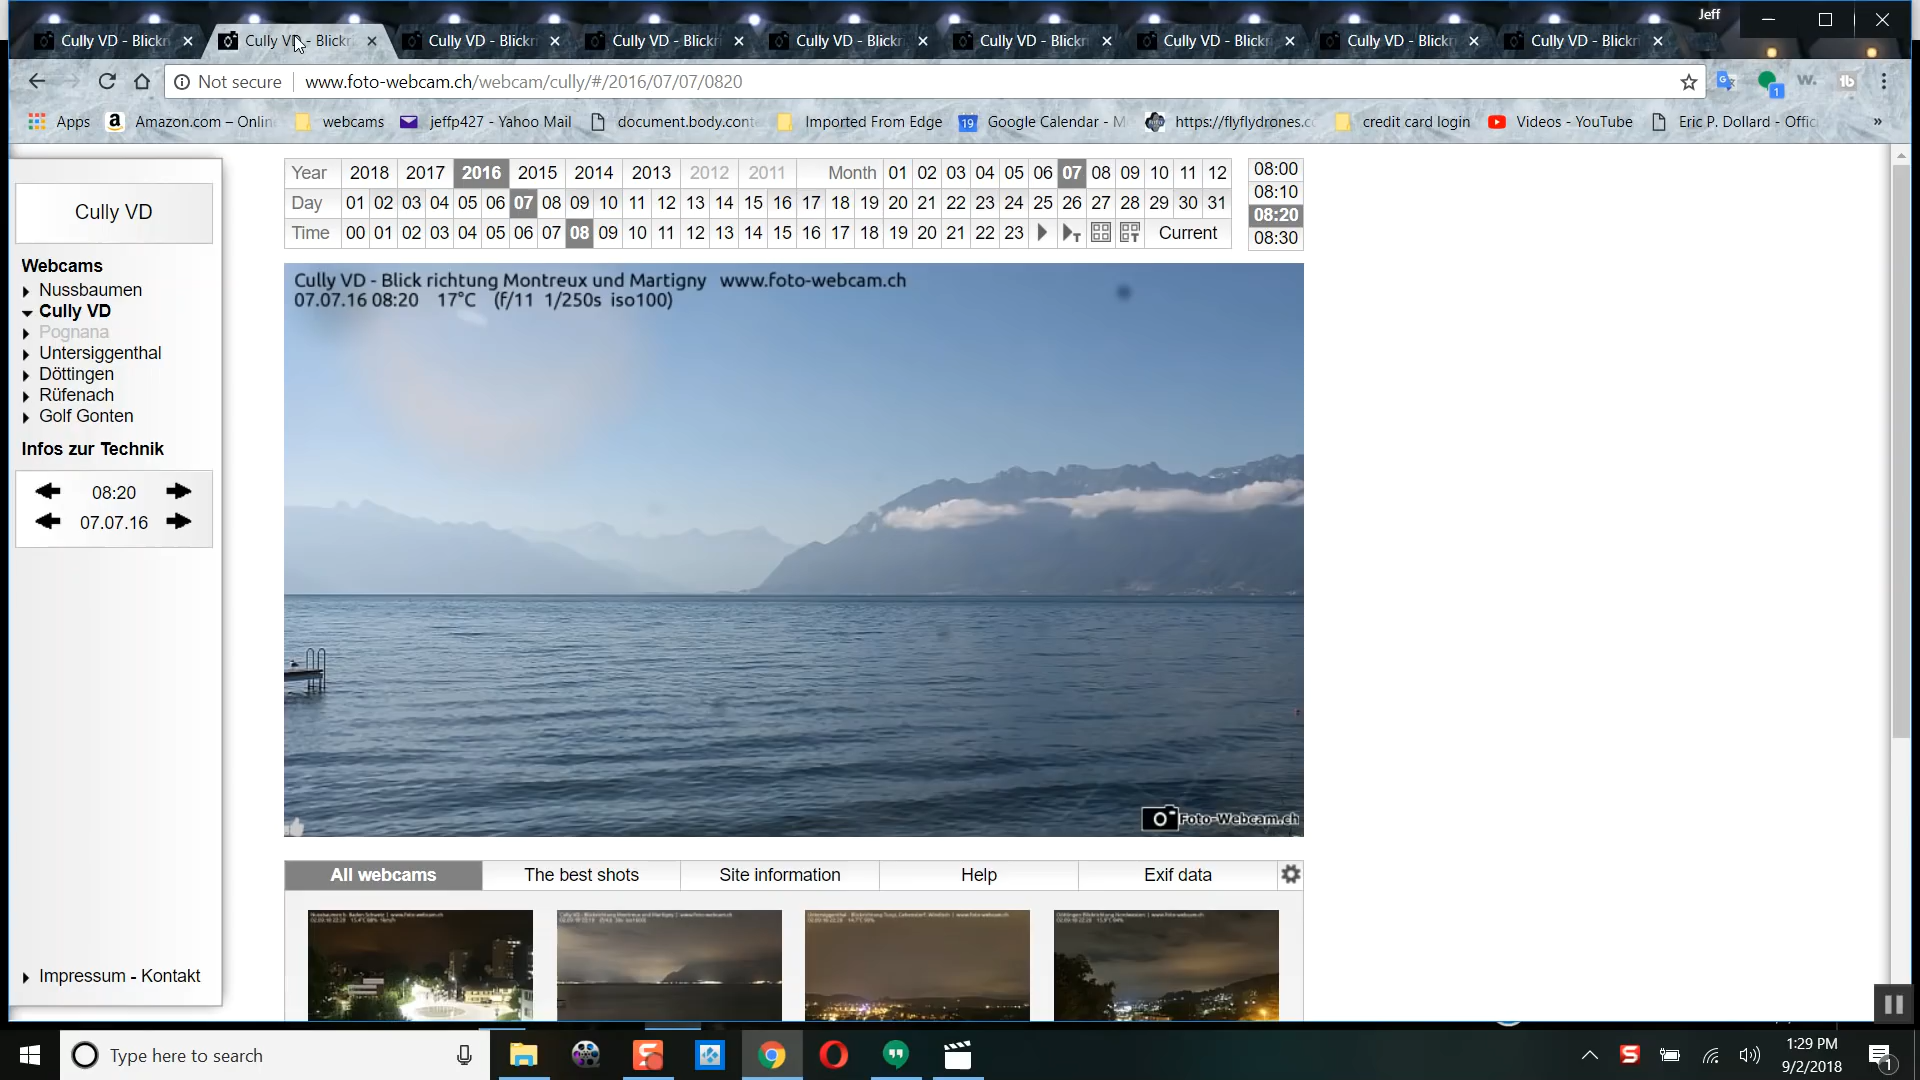 Jeff
Cully VD - Blickr
Cully VD - Blickr
Cully VD - Blickr
Cully VD - Blickr
Cully VD - Blickr
Cully VD - Blickr
Cully VD - Blickr
Cully VD - Blickr
Cully VD - Blickr
Not secure www.foto-webcam.ch/webcam/cully/#/2016/07/07/0820
Apps Amazon.com – Onlin webcams jeffp427 - Yahoo Mail document.body.conte Imported From Edge 19 Google Calendar - M https://flyflydrones.cc credit card login Videos - YouTube Eric P. Dollard - Offic »
Cully VD
Webcams
Nussbaumen
Cully VD
Pognana
Untersiggenthal
Döttingen
Rüfenach
Golf Gonten
Infos zur Technik
08:20
07.07.16
Impressum - Kontakt
Year 2018 2017 2016 2015 2014 2013 2012 2011 Month 01 02 03 04 05 06 07 08 09 10 11 12
Day 01 02 03 04 05 06 07 08 09 10 11 12 13 14 15 16 17 18 19 20 21 22 23 24 25 26 27 28 29 30 31
Time 00 01 02 03 04 05 06 07 08 09 10 11 12 13 14 15 16 17 18 19 20 21 22 23 T T Current
08:00
08:10
08:20
08:30
Cully VD - Blick richtung Montreux und Martigny www.foto-webcam.ch
07.07.16 08:20 17°C (f/11 1/250s iso100)
Foto-Webcam.ch
All webcams The best shots Site information Help Exif data
Type here to search
1:29 PM
9/2/2018
1